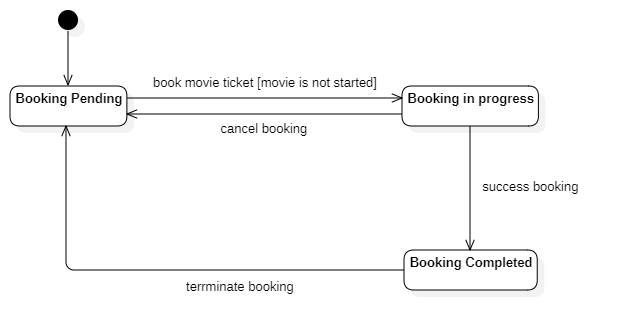 book movie ticket [movie is not started]
Booking Pending
Booking in progress
cancel booking
success booking
Booking Completed
terrminate booking